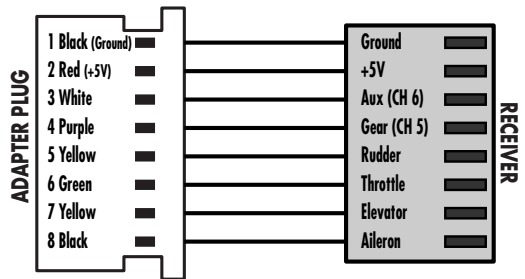 ADAPTER PLUG
1 Black (Ground)
2 Red (+5V)
3 White
4 Purple
5 Yellow
6 Green
7 Yellow
8 Black
Ground
+5V
Aux (CH 6)
Gear (CH 5)
Rudder
Throttle
Elevator
Aileron
RECEIVER